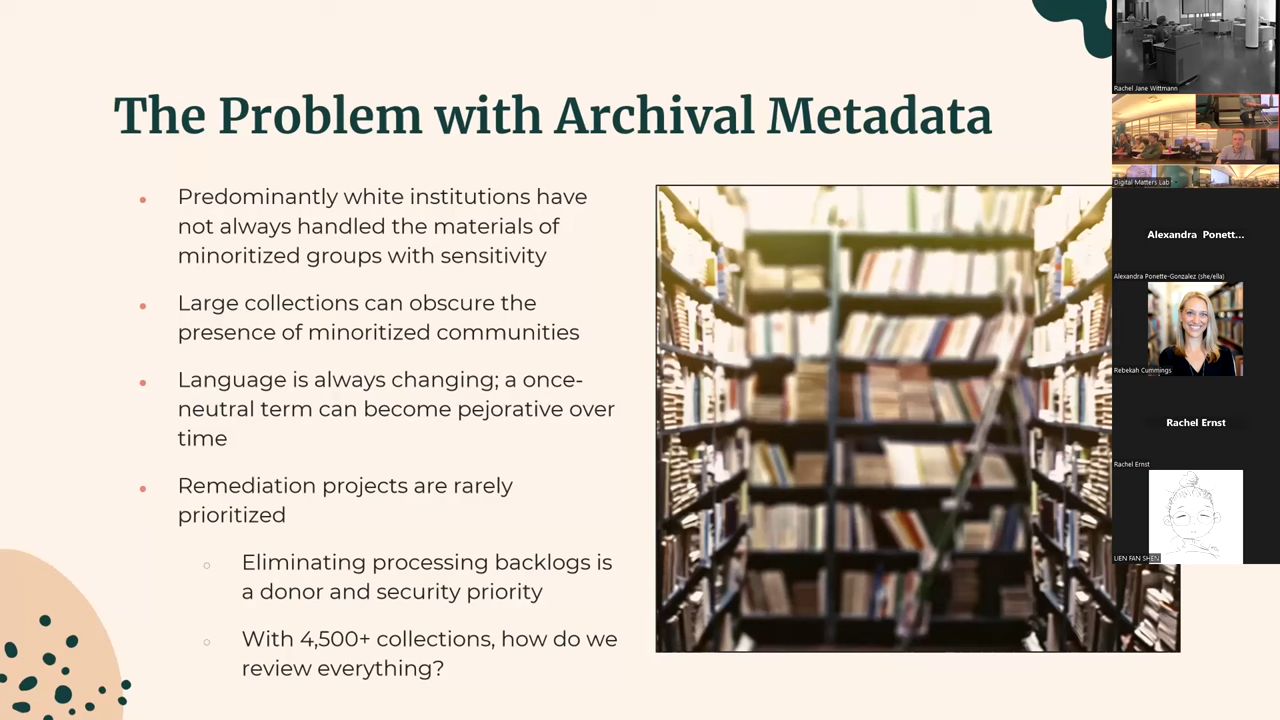 The Problem with Archival Metadata
Predominantly white institutions have
not always handled the materials of
minoritized groups with sensitivity
Large collections can obscure the
presence of minoritized communities
Language is always changing; a once-
neutral term can become pejorative over
time
Remediation projects are rarely
prioritized
Eliminating processing backlogs is
a donor and security priority
With 4,500+ collections, how do we
review everything?
Rachel Jane Wittmann
Digital Matters Lab
Alexandra Ponett...
Alexandra Ponette-Gonzalez (she/ella)
Rebekah Cummings
Rachel Ernst
Rachel Ernst
LIEN FAN SHEN